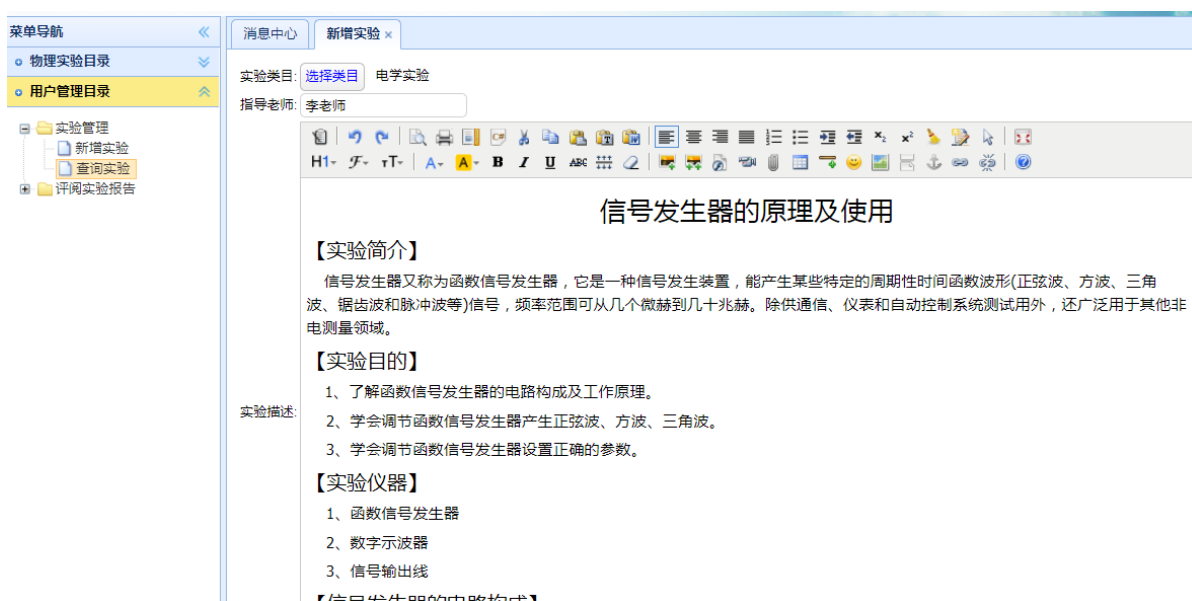 菜单导航
物理实验目录
用户管理目录
实验管理
新增实验
查询实验
评阅实验报告
消息中心
新增实验
实验类目:
选择类目
电学实验
指导老师:
李老师
H1
T
A
A
B
I
U
ABC
实验描述:
信号发生器的原理及使用
【实验简介】
信号发生器又称为函数信号发生器，它是一种信号发生装置，能产生某些特定的周期性时间函数波形(正弦波、方波、三角
波、锯齿波和脉冲波等)信号，频率范围可从几个微赫到几十兆赫。除供通信、仪表和自动控制系统测试用外，还广泛用于其他非
电测量领域。
【实验目的】
1、了解函数信号发生器的电路构成及工作原理。
2、学会调节函数信号发生器产生正弦波、方波、三角波。
3、学会调节函数信号发生器设置正确的参数。
【实验仪器】
1、函数信号发生器
2、数字示波器
3、信号输出线
【信号发生器的电路构成】